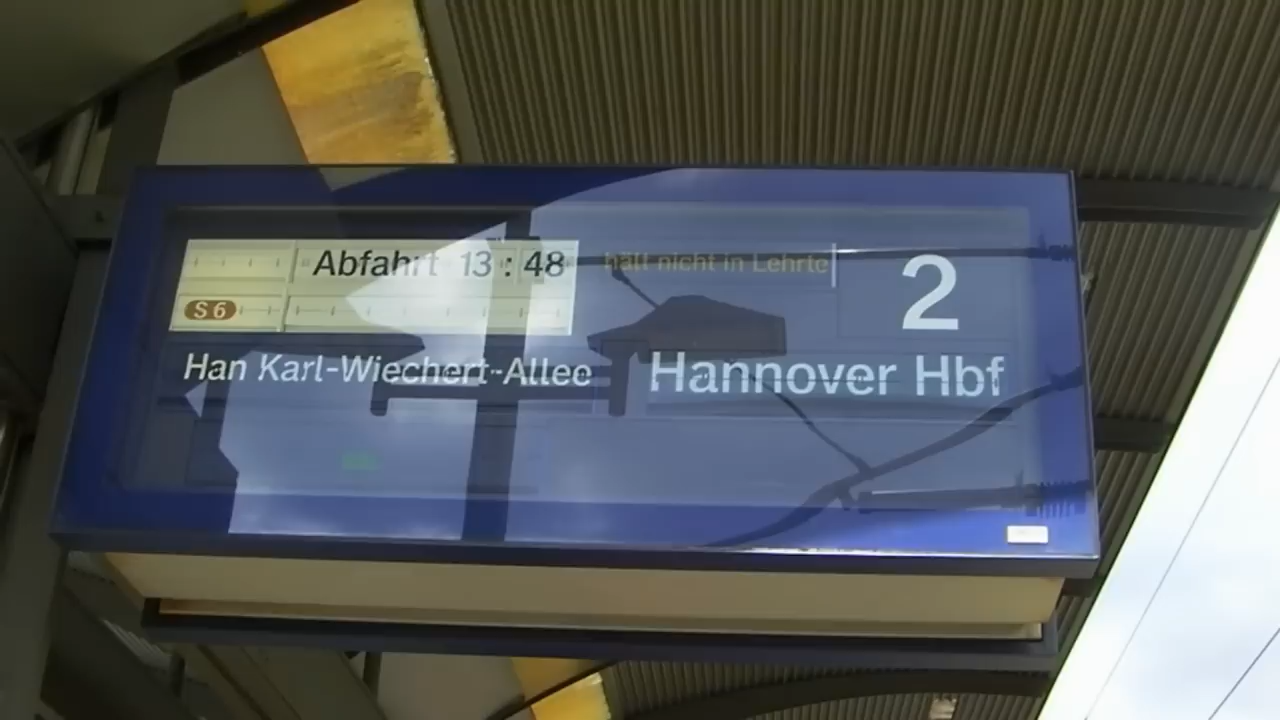 Abfahrt 13:48
hält nicht in Lehrte
2
S 6
Han Karl-Wiechert-Allee
Hannover Hbf